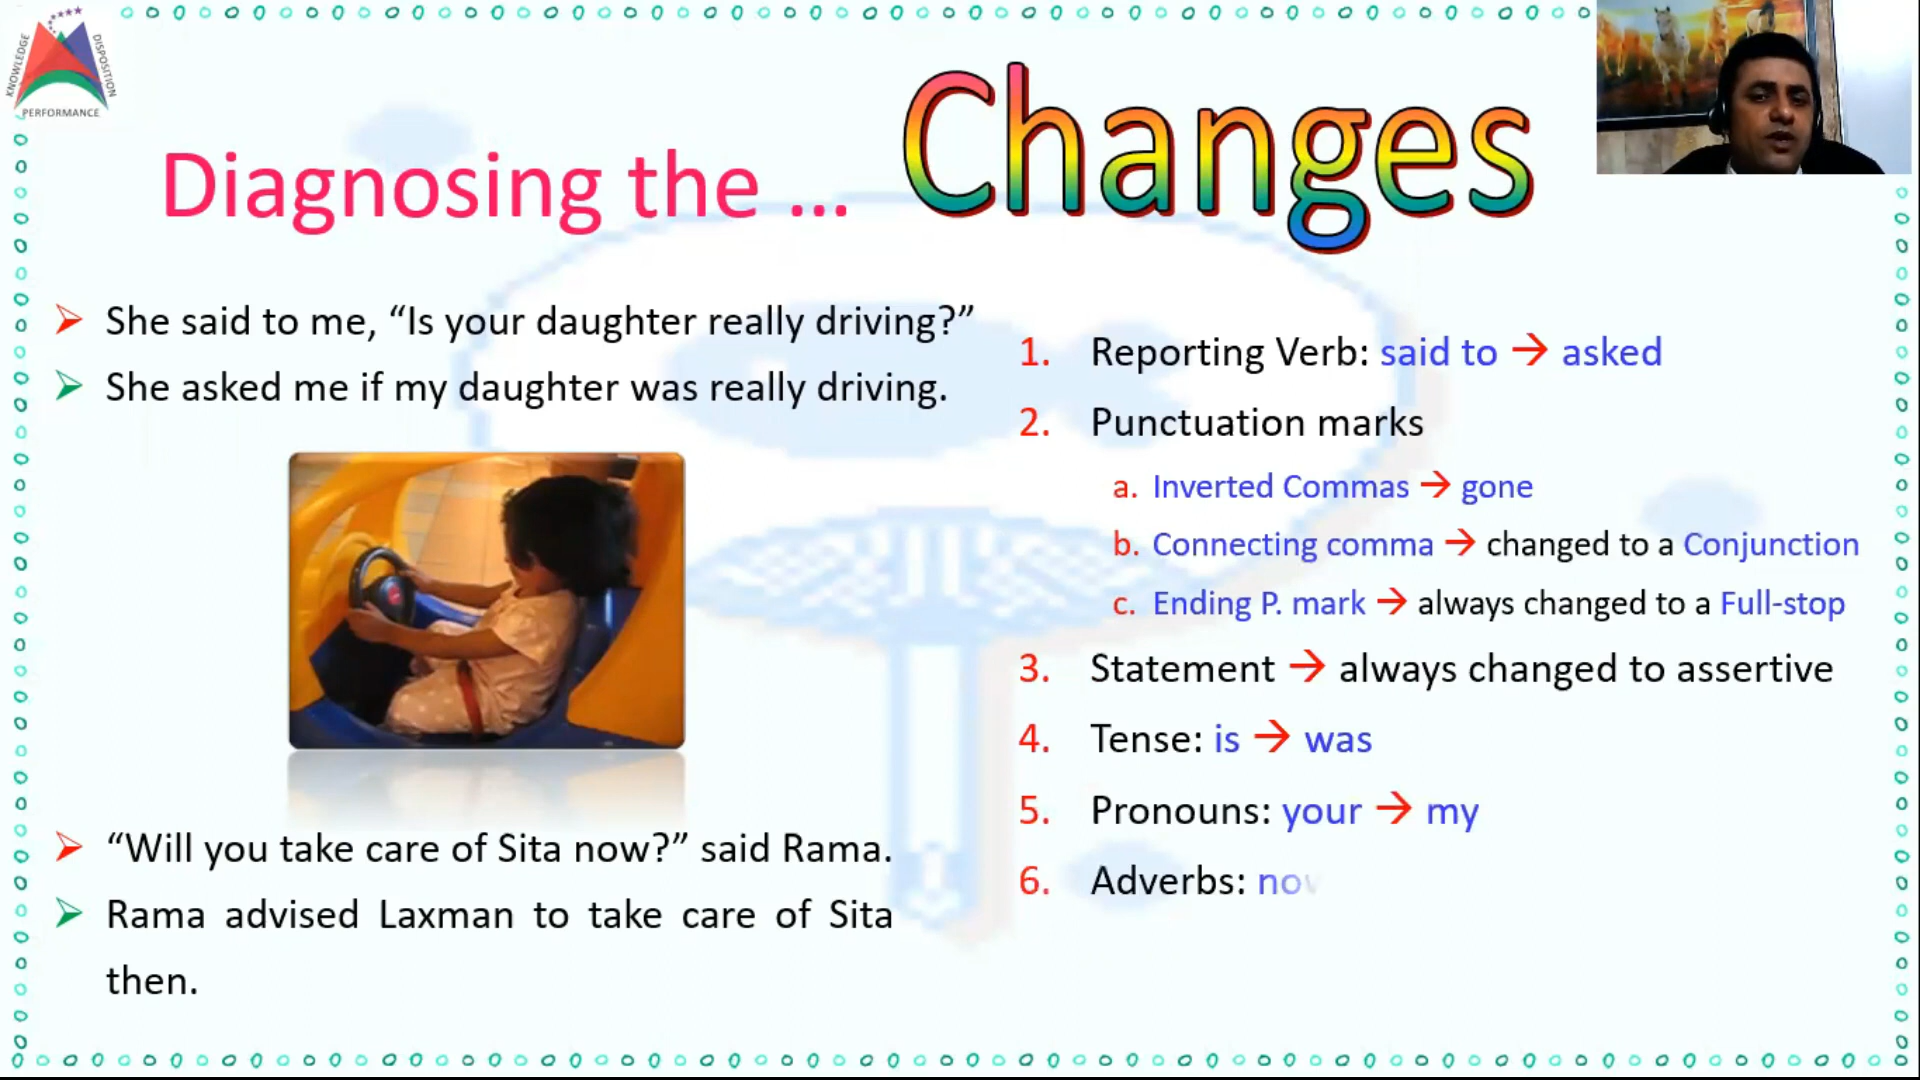 KNOWLEDGE
DISPOSITION
PERFORMANCE
Diagnosing the ... Changes
➢ She said to me, “Is your daughter really driving?”
➢ She asked me if my daughter was really driving.
➢ “Will you take care of Sita now?” said Rama.
➢ Rama advised Laxman to take care of Sita
then.
1. Reporting Verb: said to → asked
2. Punctuation marks
a. Inverted Commas → gone
b. Connecting comma → changed to a Conjunction
c. Ending P. mark → always changed to a Full-stop
3. Statement → always changed to assertive
4. Tense: is → was
5. Pronouns: your → my
6. Adverbs: now